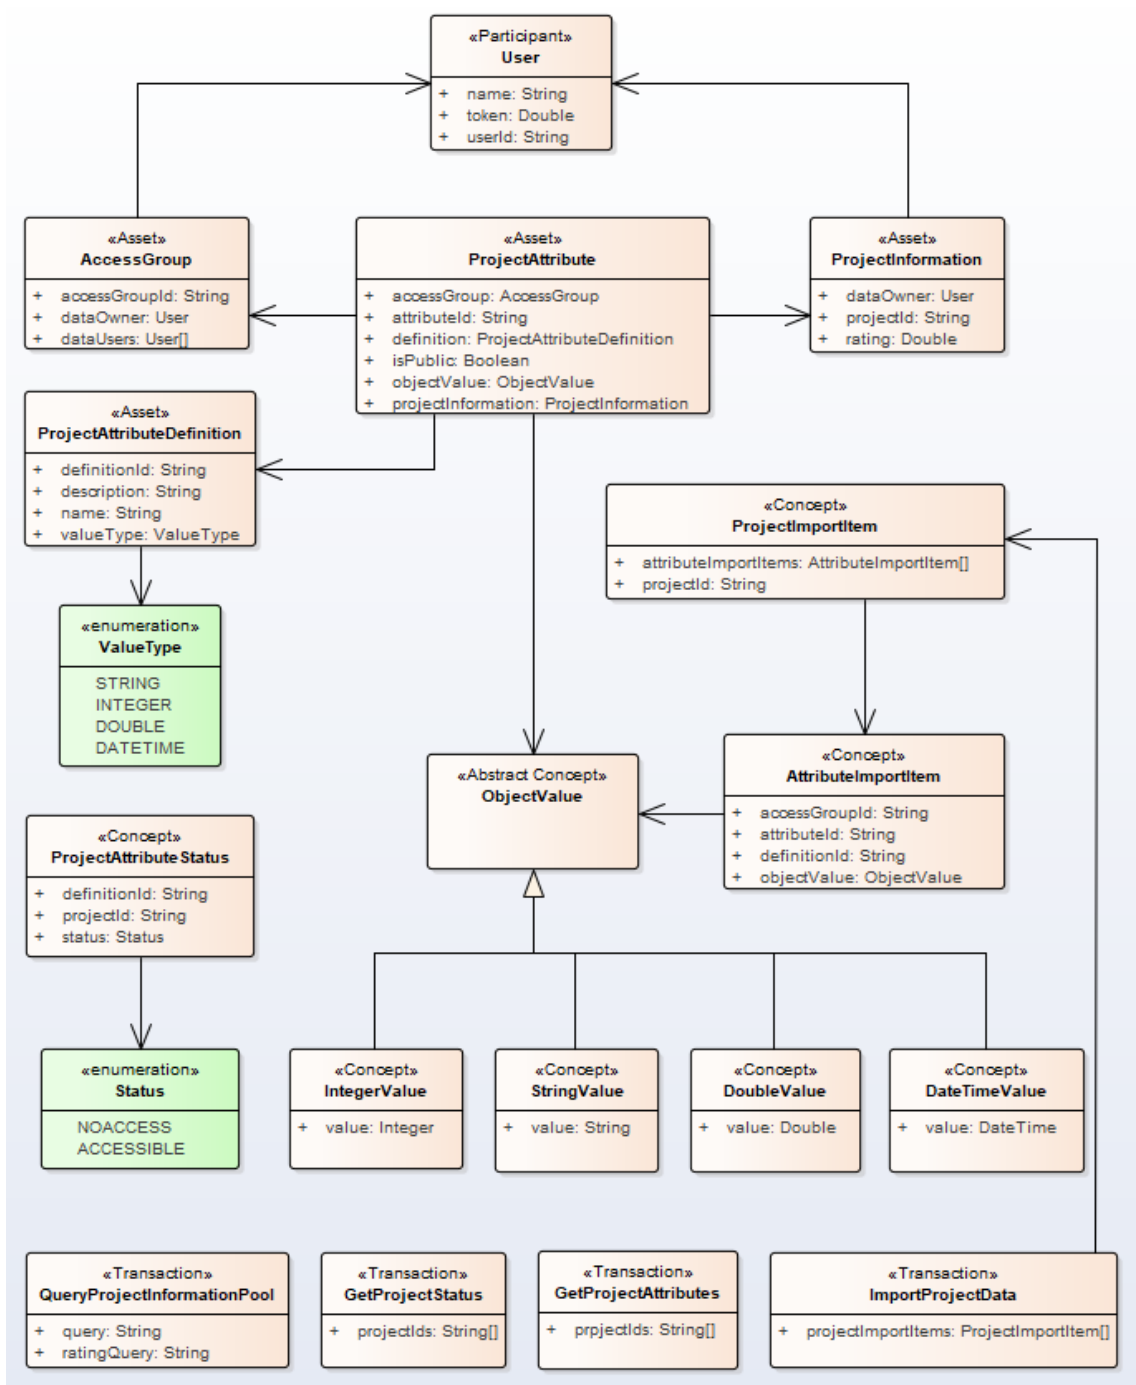 «Participant»
User
+ name: String
+ token: Double
+ userId: String
«Asset»
AccessGroup
+ accessGroupId: String
+ dataOwner: User
+ dataUsers: User[]
«Asset»
ProjectAttribute
+ accessGroup: AccessGroup
+ attributeId: String
+ definition: ProjectAttributeDefinition
+ isPublic: Boolean
+ objectValue: ObjectValue
+ projectInformation: ProjectInformation
«Asset»
ProjectInformation
+ dataOwner: User
+ projectId: String
+ rating: Double
«Asset»
ProjectAttributeDefinition
+ definitionId: String
+ description: String
+ name: String
+ valueType: ValueType
«Concept»
ProjectImportItem
+ attributeImportItems: AttributeImportItem[]
+ projectId: String
«enumeration»
ValueType
STRING
INTEGER
DOUBLE
DATETIME
«Abstract Concept»
ObjectValue
«Concept»
AttributeImportItem
+ accessGroupId: String
+ attributeId: String
+ definitionId: String
+ objectValue: ObjectValue
«Concept»
ProjectAttributeStatus
+ definitionId: String
+ projectId: String
+ status: Status
«enumeration»
Status
NOACCESS
ACCESSIBLE
«Concept»
IntegerValue
+ value: Integer
«Concept»
StringValue
+ value: String
«Concept»
DoubleValue
+ value: Double
«Concept»
DateTimeValue
+ value: DateTime
«Transaction»
QueryProjectInformationPool
+ query: String
+ ratingQuery: String
«Transaction»
GetProjectStatus
+ projectIds: String[]
«Transaction»
GetProjectAttributes
+ prpjectIds: String[]
«Transaction»
ImportProjectData
+ projectImportItems: ProjectImportItem[]